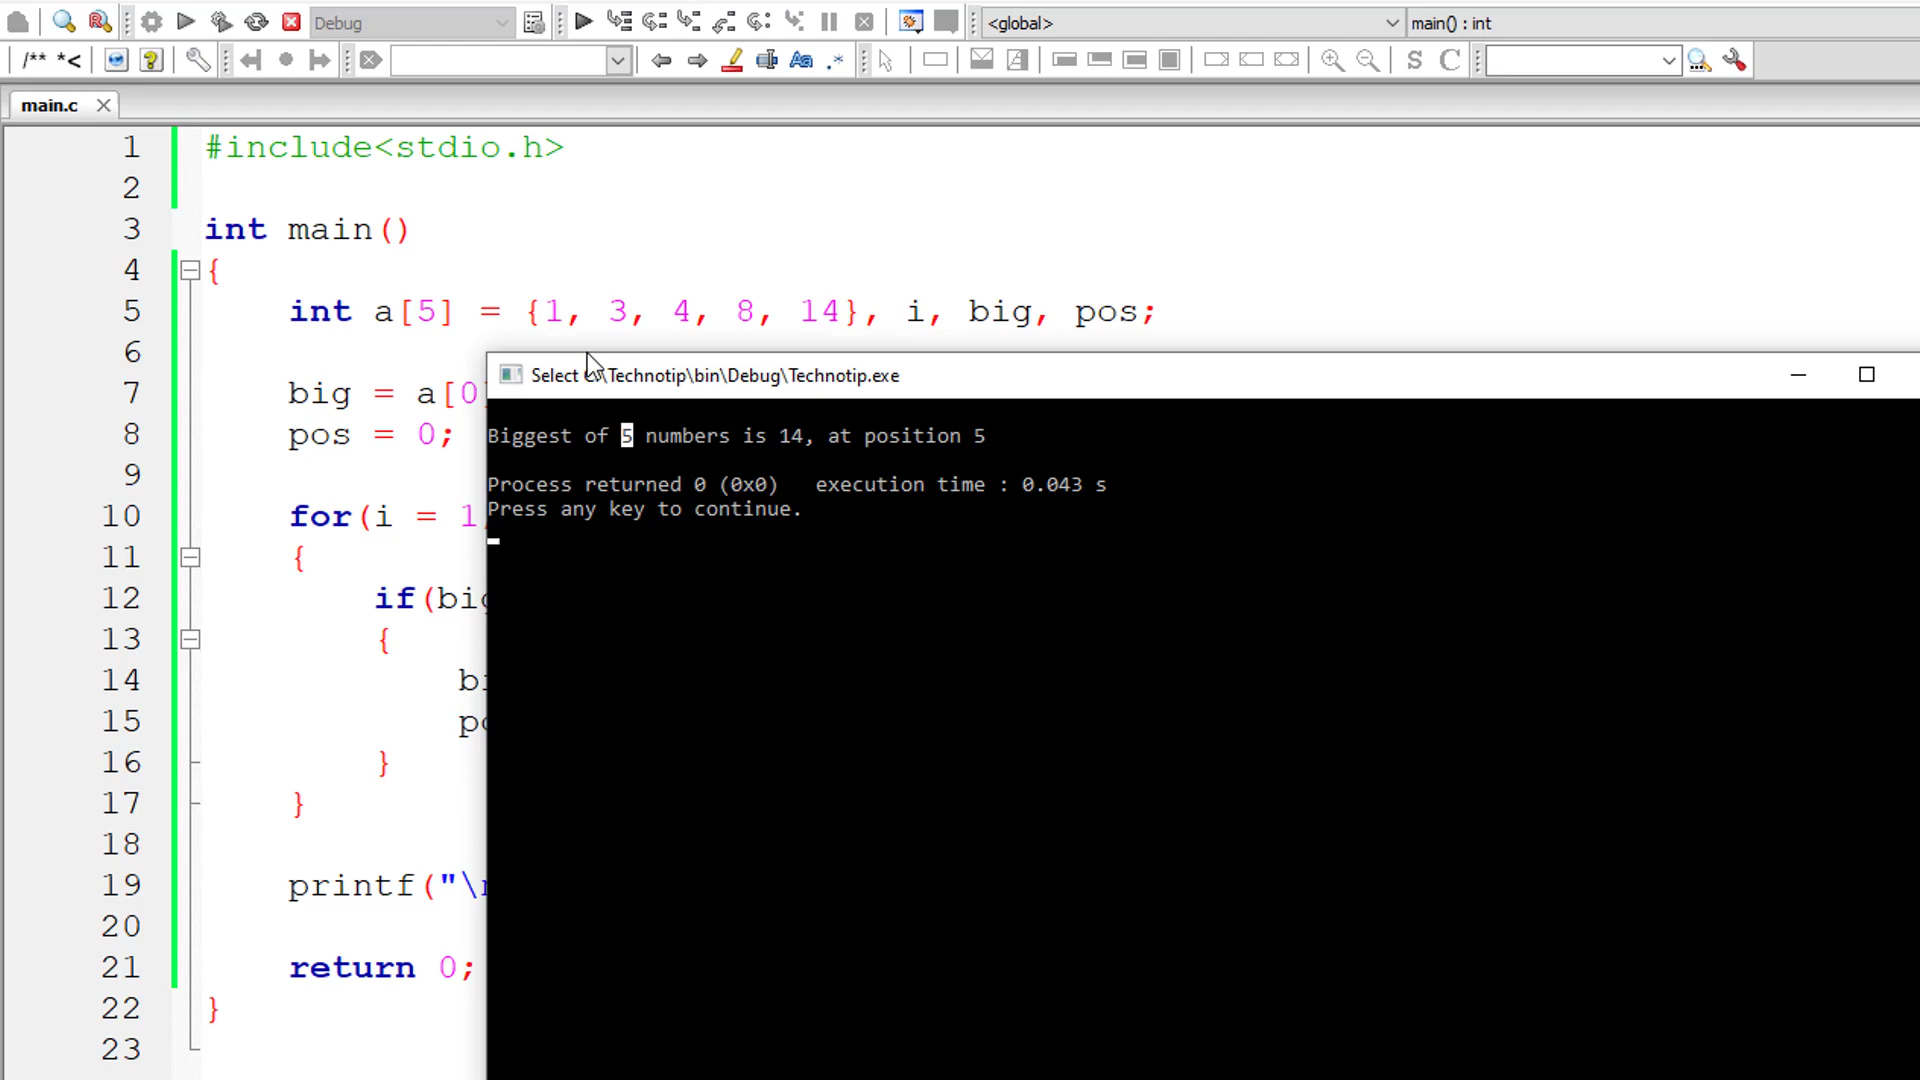 Debug
<global>
main() : int
/** *<
main.c
1 #include<stdio.h>
2
3 int main()
4 {
5 int a[5] = {1, 3, 4, 8, 14}, i, big, pos;
6
7 big = a[0]
8 pos = 0;
9
10 for(i = 1
11 {
12 if(big
13 {
14 bi
15 po
16 }
17 }
18
19 printf("\n
20
21 return 0;
22 }
23
Select C:\Technotip\bin\Debug\Technotip.exe
Biggest of 5 numbers is 14, at position 5
Process returned 0 (0x0) execution time : 0.043 s
Press any key to continue.